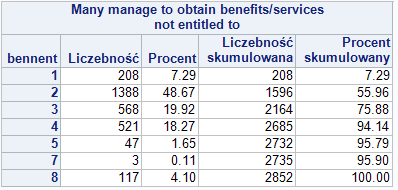 Many manage to obtain benefits/services
not entitled to
bennent Liczebność Procent Liczebność skumulowana Procent skumulowany
1 208 7.29 208 7.29
2 1388 48.67 1596 55.96
3 568 19.92 2164 75.88
4 521 18.27 2685 94.14
5 47 1.65 2732 95.79
7 3 0.11 2735 95.90
8 117 4.10 2852 100.00